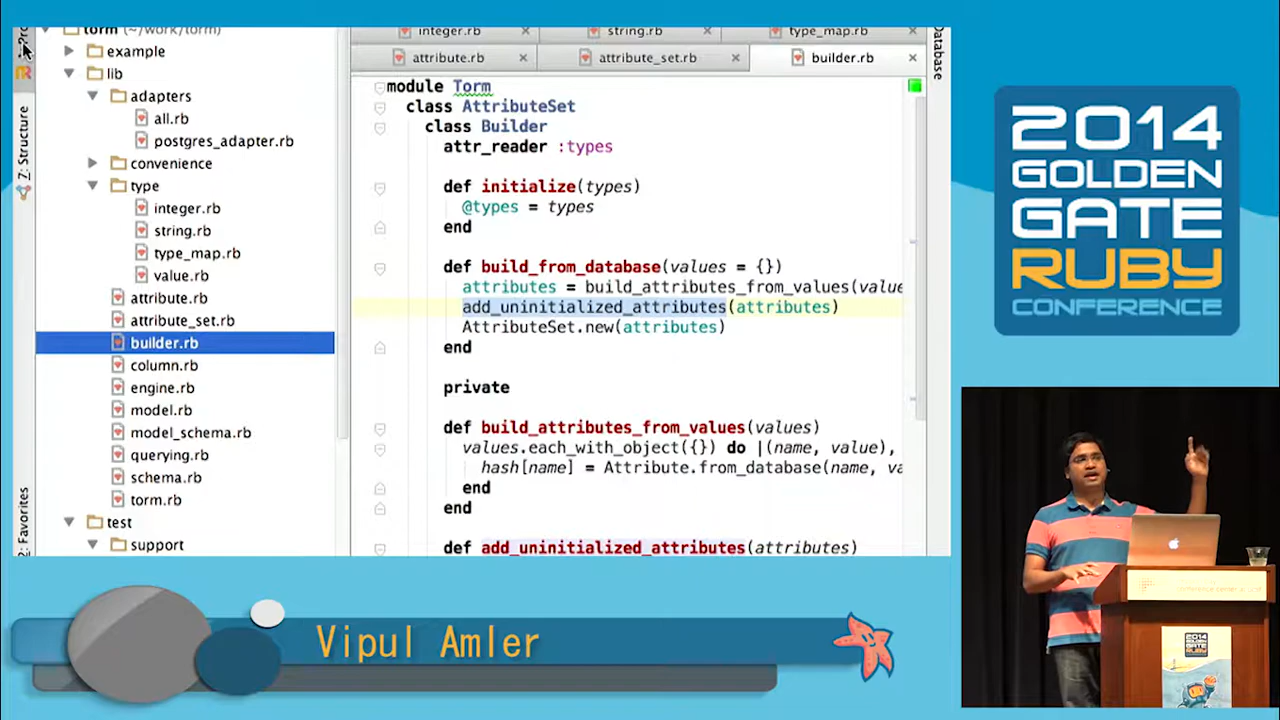 torm (~/work/torm)
example
lib
adapters
all.rb
postgres_adapter.rb
convenience
type
integer.rb
string.rb
type_map.rb
value.rb
attribute.rb
attribute_set.rb
builder.rb
column.rb
engine.rb
model.rb
model_schema.rb
querying.rb
schema.rb
torm.rb
test
support
Z: Structure
2: Favorites
integer.rb
string.rb
type_map.rb
attribute.rb
attribute_set.rb
builder.rb
Database
module Torm
class AttributeSet
class Builder
attr_reader :types
def initialize(types)
@types = types
end
def build_from_database(values = {})
attributes = build_attributes_from_values(value
add_uninitialized_attributes(attributes)
AttributeSet.new(attributes)
end
private
def build_attributes_from_values(values)
values.each_with_object({}) do |(name, value),
hash[name] = Attribute.from_database(name, va
end
end
def add_uninitialized_attributes(attributes)
2014
GOLDEN
GATE
RUBY
CONFERENCE
2014
GOLDEN
GATE
RUBY
Vipul Amler